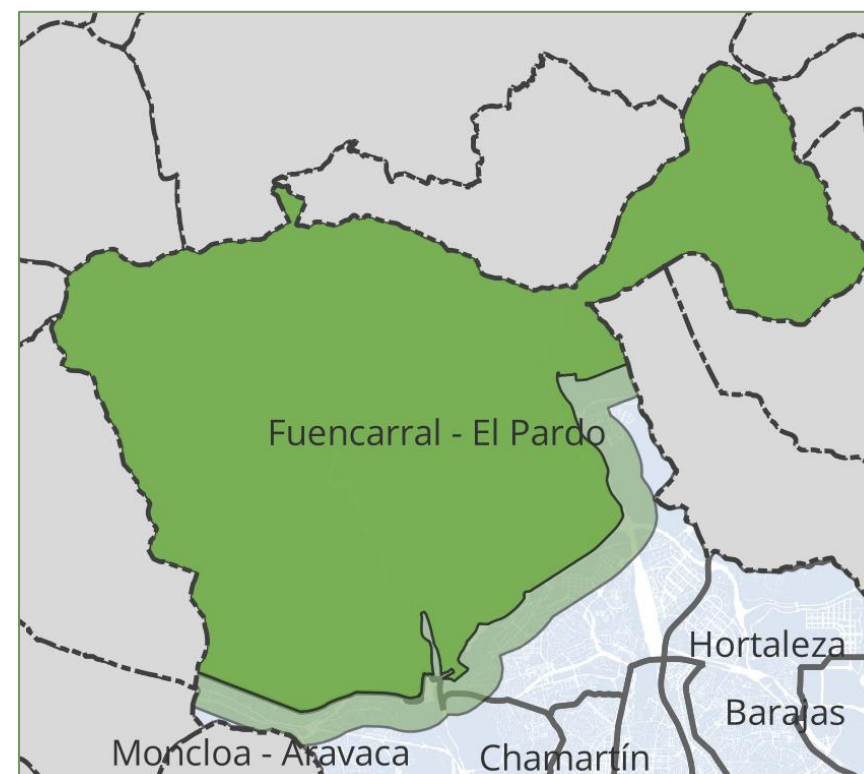 Fuencarral - El Pardo
Hortaleza
Barajas
Moncloa - Aravaca
Chamartín